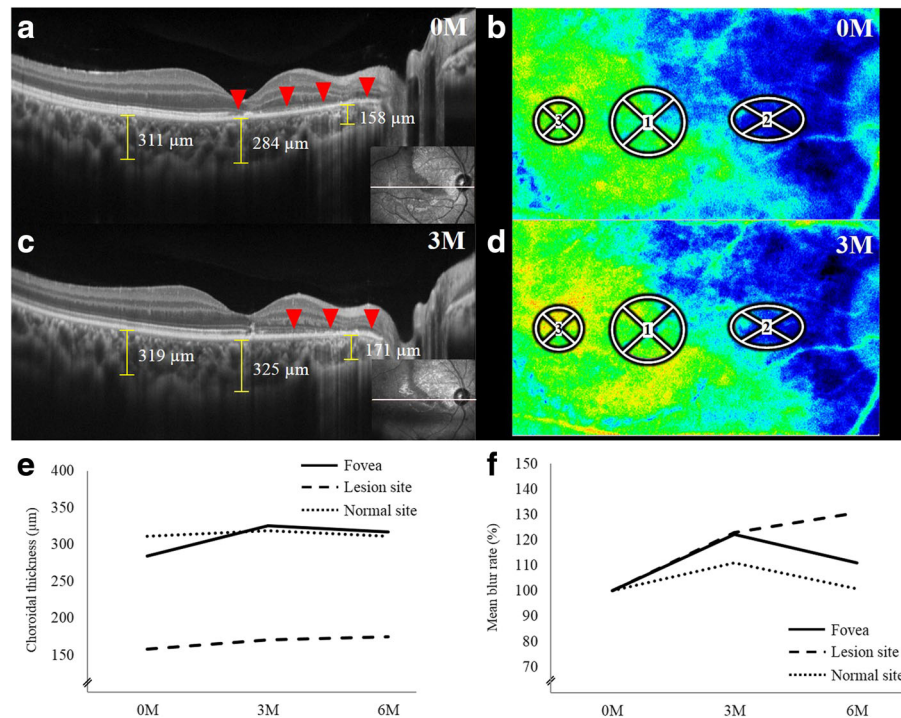 a
0M
311 µm
284 µm
158 µm
b
0M
3
1
2
c
3M
319 µm
325 µm
171 µm
d
3M
3
1
2
e
400
350
300
250
200
150
Choroidal thickness (µm)
Fovea
Lesion site
Normal site
0M
3M
6M
f
150
140
130
120
110
100
90
80
70
Mean blur rate (%)
Fovea
Lesion site
Normal site
0M
3M
6M